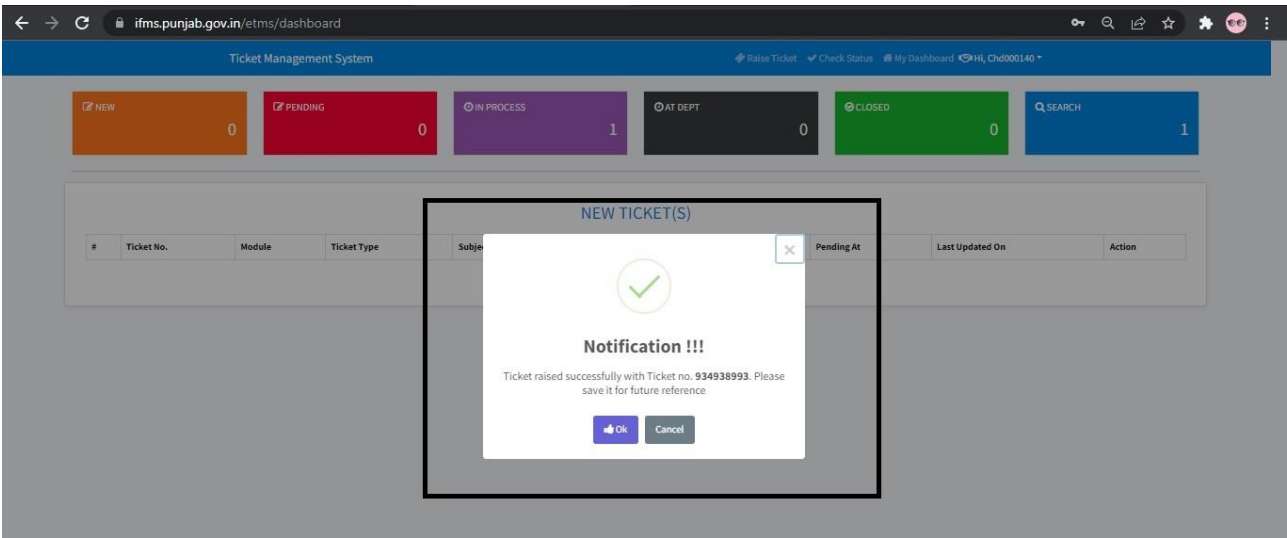 ifms.punjab.gov.in/etms/dashboard
Ticket Management System
Raise Ticket Check Status My Dashboard Hi, Chd000140
NEW
0
PENDING
0
IN PROCESS
1
AT DEPT
0
CLOSED
0
SEARCH
1
NEW TICKET(S)
# Ticket No. Module Ticket Type Subje Pending At Last Updated On Action
×
Notification !!!
Ticket raised successfully with Ticket no. 934938993. Please
save it for future reference
Ok Cancel